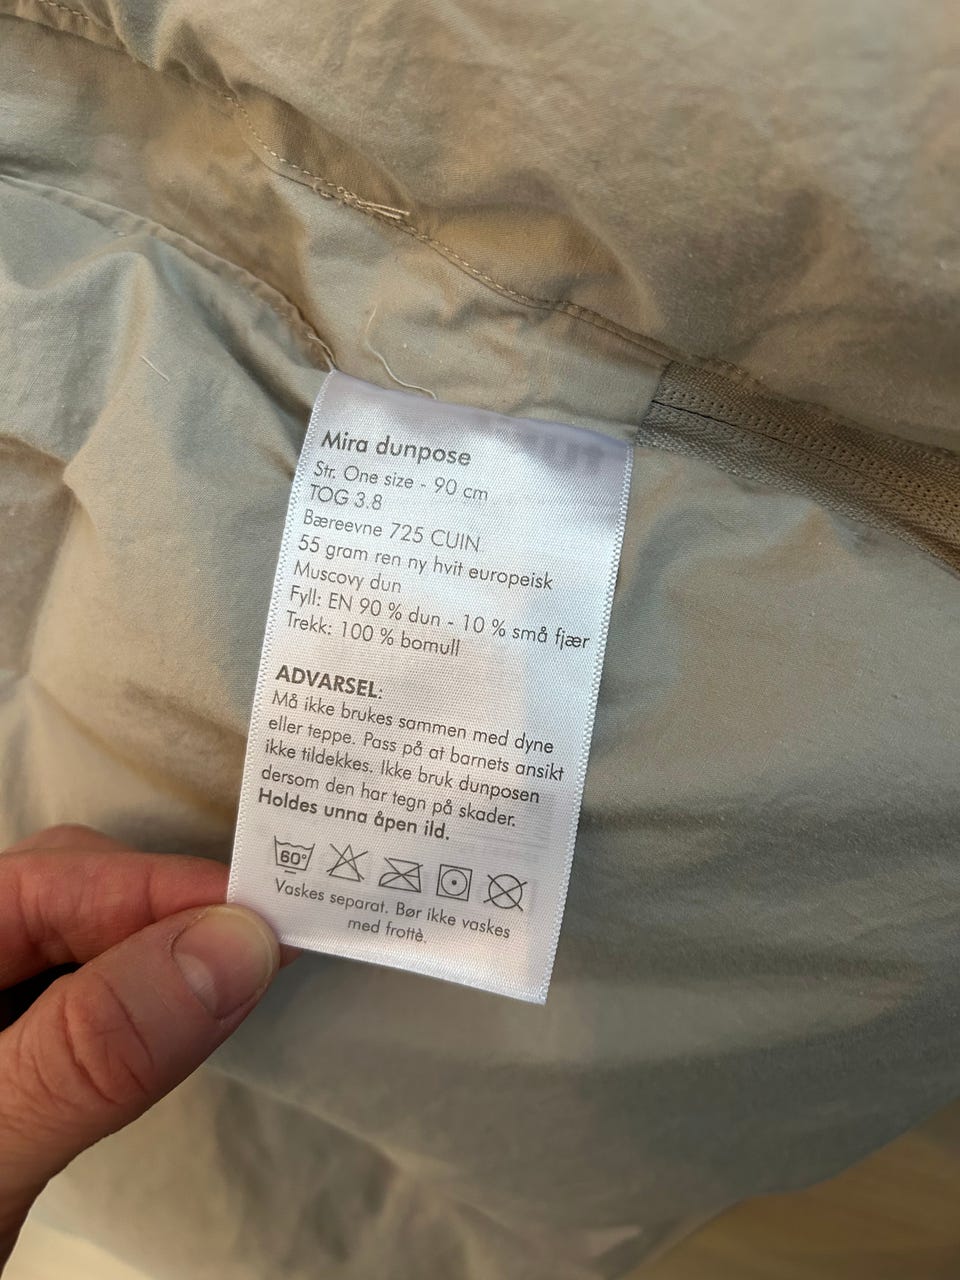 Mira dunpose
Str. One size - 90 cm
TOG 3.8
Bæreevne 725 CUIN
55 gram ren ny hvit europeisk
Muscovy dun
Fyll: EN 90 % dun - 10 % små fjær
Trekk: 100 % bomull
ADVARSEL:
Må ikke brukes sammen med dyne
eller teppe. Pass på at barnets ansikt
ikke tildekkes. Ikke bruk dunposen
dersom den har tegn på skader.
Holdes unna åpen ild.
60°
Vaskes separat. Bør ikke vaskes
med frottè.